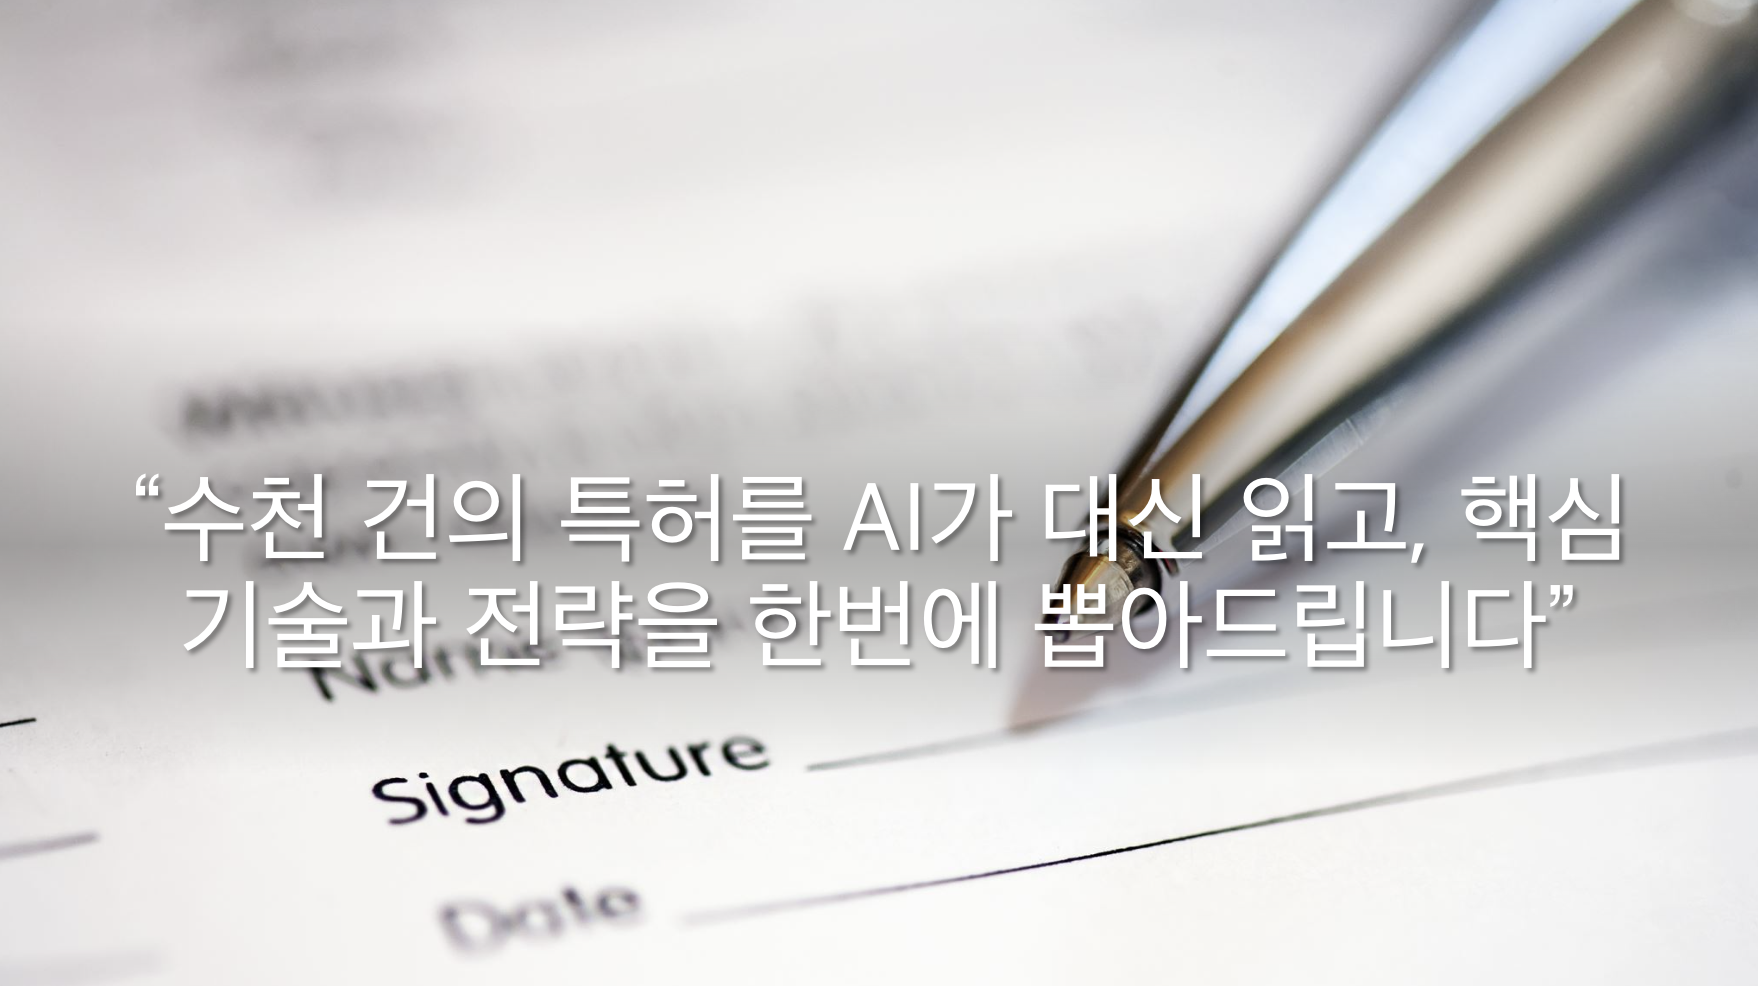 “수천 건의 특허를 AI가 대신 읽고, 핵심
기술과 전략을 한번에 뽑아드립니다”
Name
Signature
Date